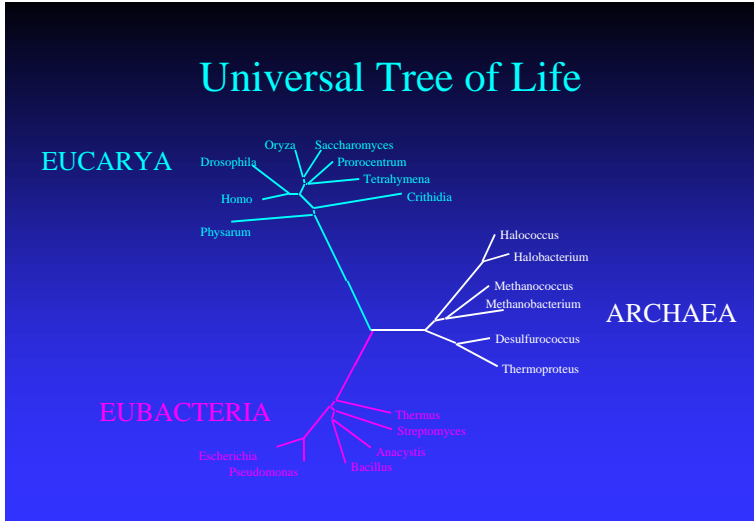 Universal Tree of Life
EUCARYA
Oryza
Saccharomyces
Drosophila
Prorocentrum
Tetrahymena
Homo
Crithidia
Physarum
Halococcus
Halobacterium
Methanococcus
Methanobacterium
ARCHAEA
Desulfurococcus
Thermoproteus
EUBACTERIA
Thermus
Streptomyces
Anacystis
Escherichia
Bacillus
Pseudomonas